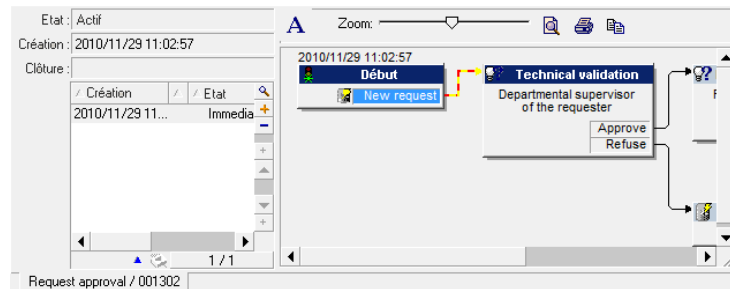 Etat : Actif
Création : 2010/11/29 11:02:57
Clôture :
Création Etat
2010/11/29 11... Immedia
1 / 1
A Zoom:
2010/11/29 11:02:57
Début
New request
Technical validation
Departmental supervisor
of the requester
Approve
Refuse
Request approval / 001302